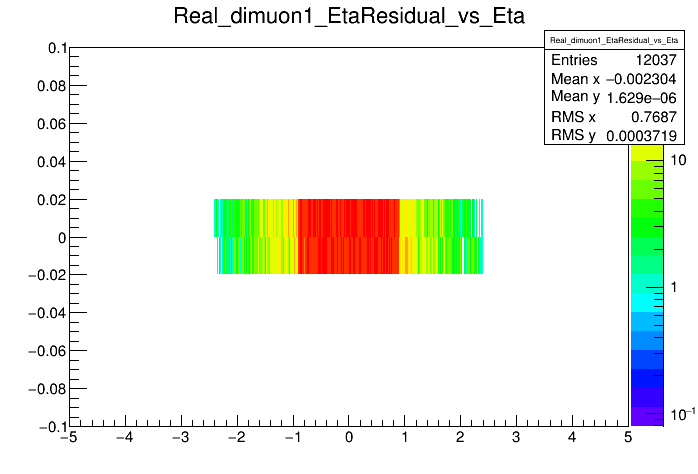 Real_dimuon1_EtaResidual_vs_Eta
Real_dimuon1_EtaResidual_vs_Eta
Entries 12037
Mean x −0.002304
Mean y 1.629e−06
RMS x 0.7687
RMS y 0.0003719
0.1
0.08
0.06
0.04
0.02
0
−0.02
−0.04
−0.06
−0.08
−0.1
−5 −4 −3 −2 −1 0 1 2 3 4 5
10
1
10−1